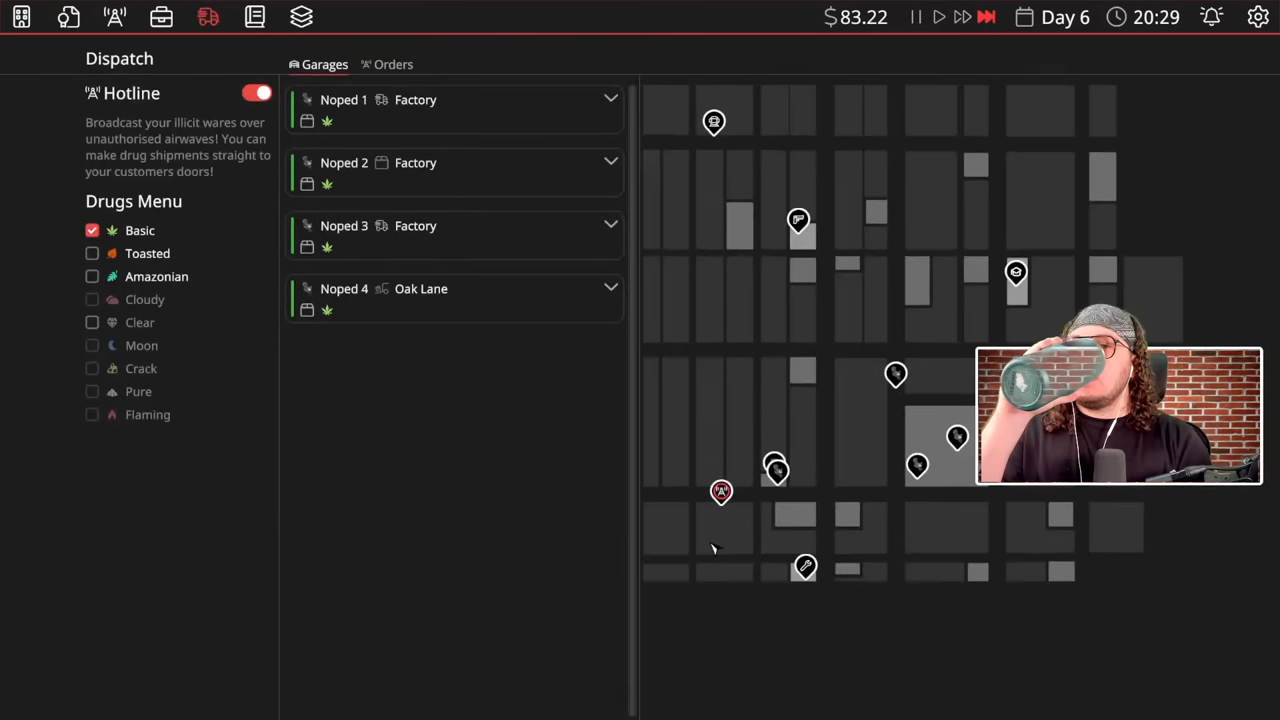 $ 83.22
Day 6
20:29
Dispatch
Garages
Orders
Hotline
Broadcast your illicit wares over
unauthorised airwaves! You can
make drug shipments straight to
your customers doors!
Drugs Menu
Basic
Toasted
Amazonian
Cloudy
Clear
Moon
Crack
Pure
Flaming
Noped 1 Factory
Noped 2 Factory
Noped 3 Factory
Noped 4 Oak Lane